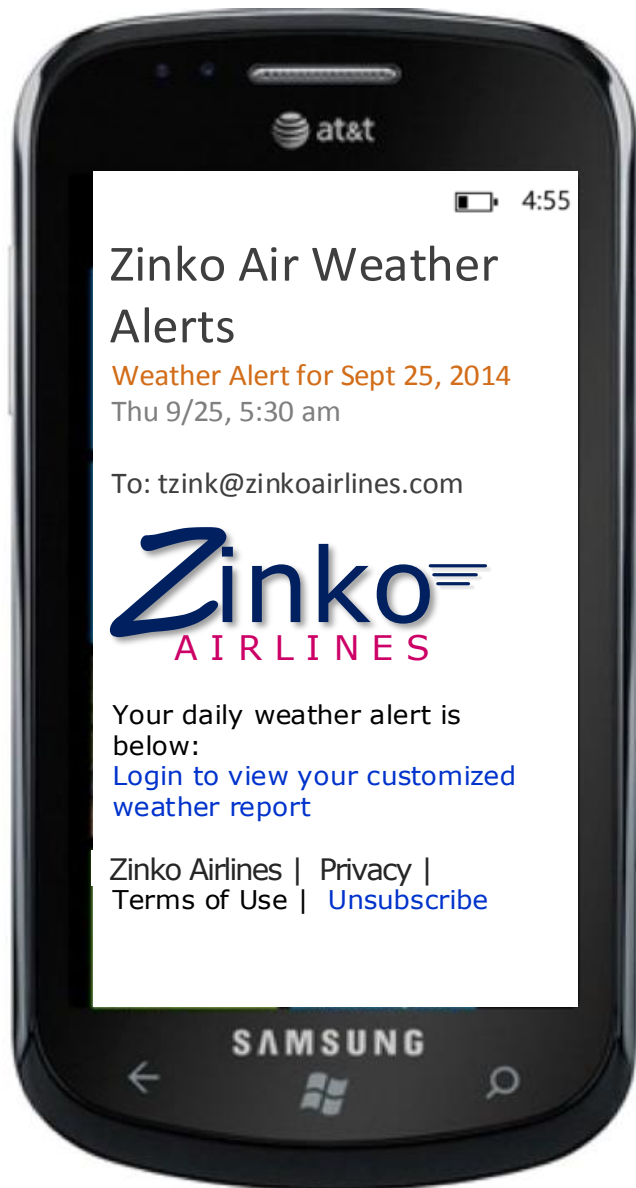 at&t
4:55
Zinko Air Weather
Alerts
Weather Alert for Sept 25, 2014
Thu 9/25, 5:30 am
To: tzink@zinkoairlines.com
Zinko
AIRLINES
Your daily weather alert is
below:
Login to view your customized
weather report
Zinko Airlines | Privacy |
Terms of Use | Unsubscribe
SAMSUNG